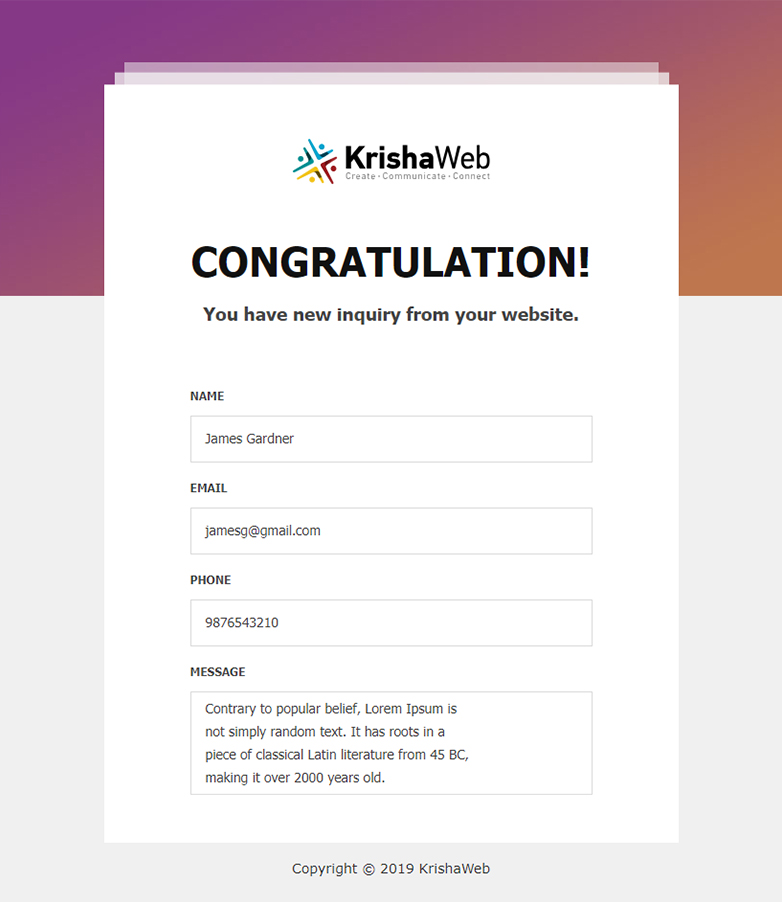 KrishaWeb
Create · Communicate · Connect
CONGRATULATION!
You have new inquiry from your website.
NAME
James Gardner
EMAIL
jamesg@gmail.com
PHONE
9876543210
MESSAGE
Contrary to popular belief, Lorem Ipsum is
not simply random text. It has roots in a
piece of classical Latin literature from 45 BC,
making it over 2000 years old.
Copyright © 2019 KrishaWeb